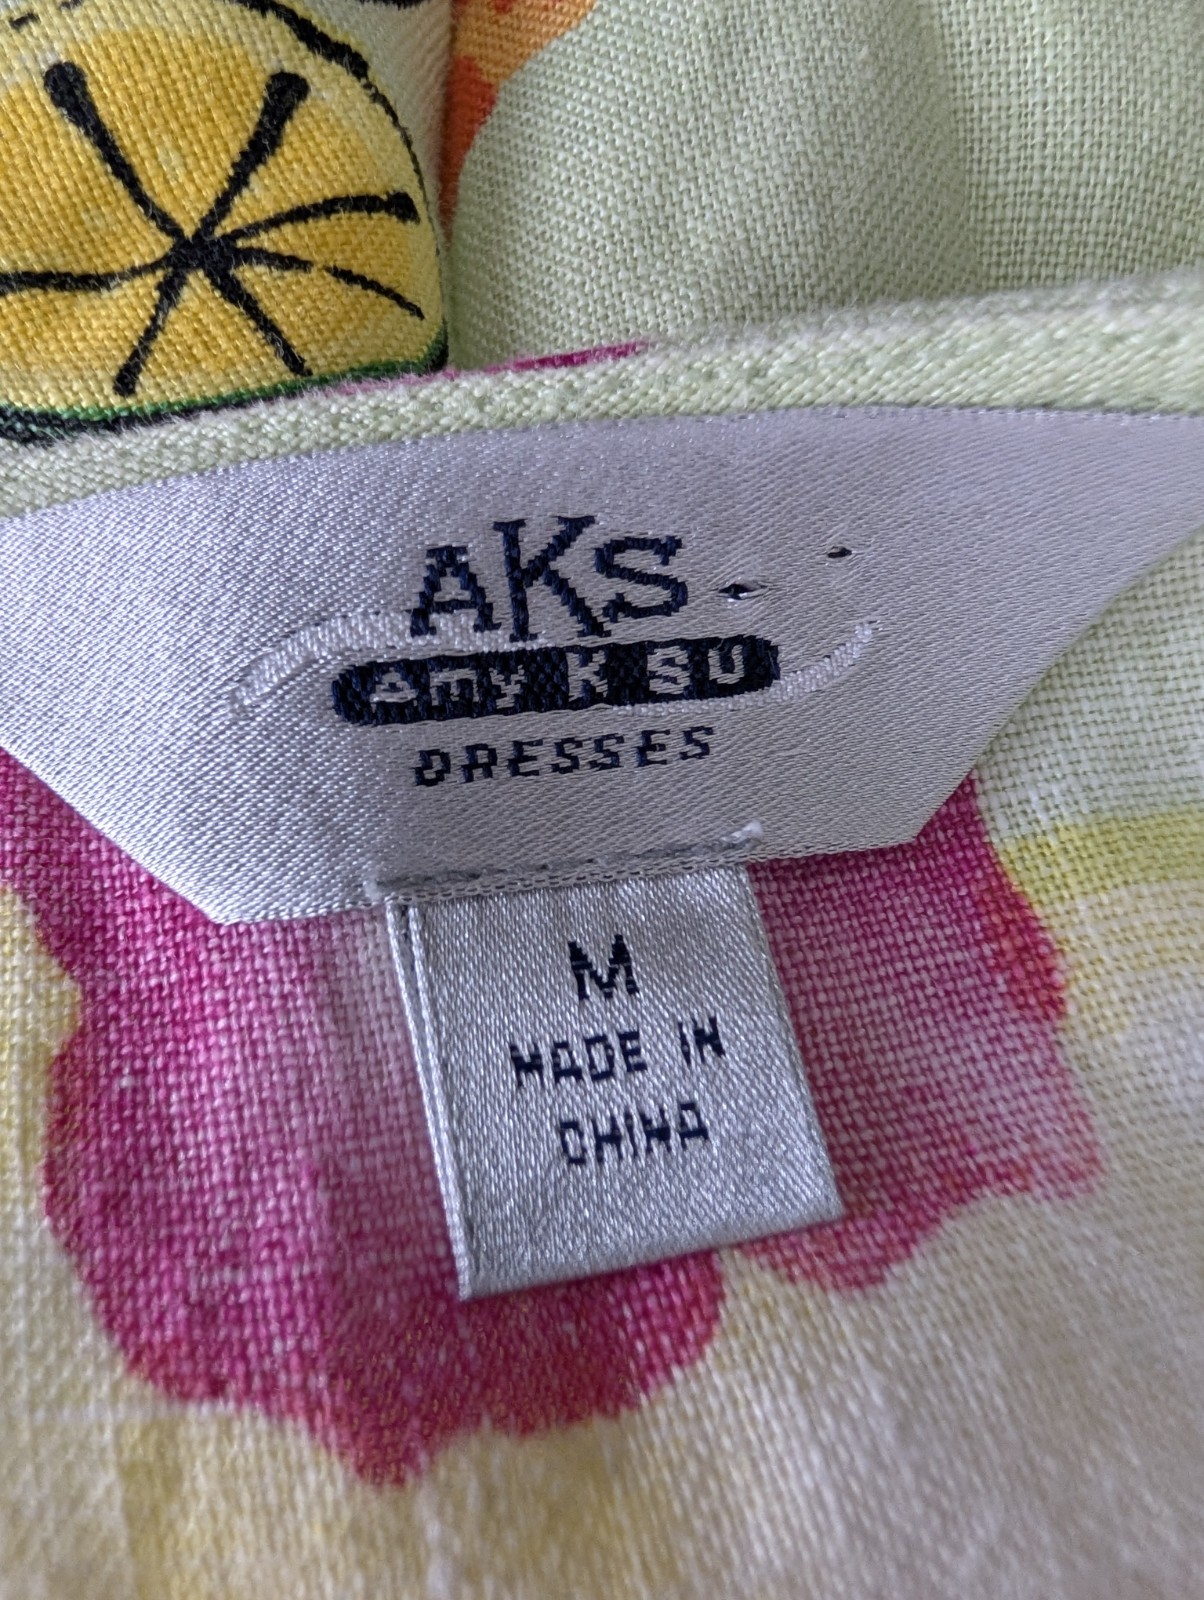 AKS
Amy K SU
DRESSES
M
MADE IN
CHINA